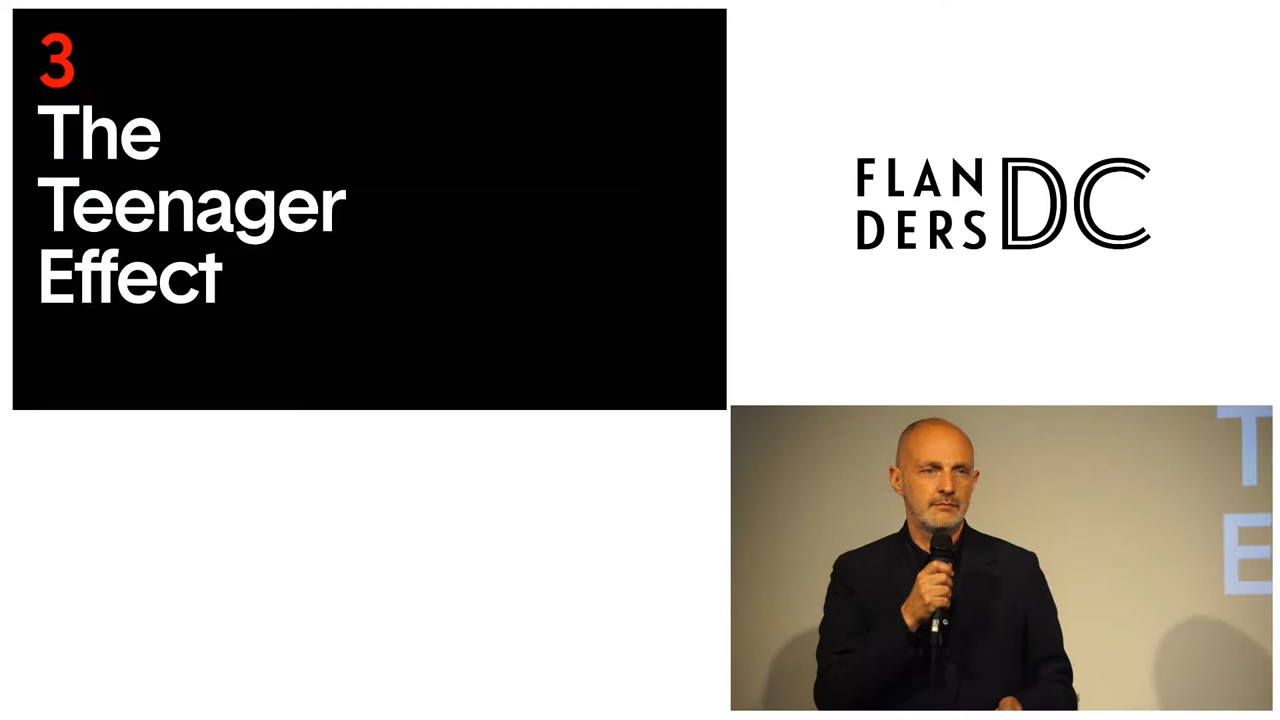 3
The
Teenager
Effect
FLAN
DERS DC
T
E